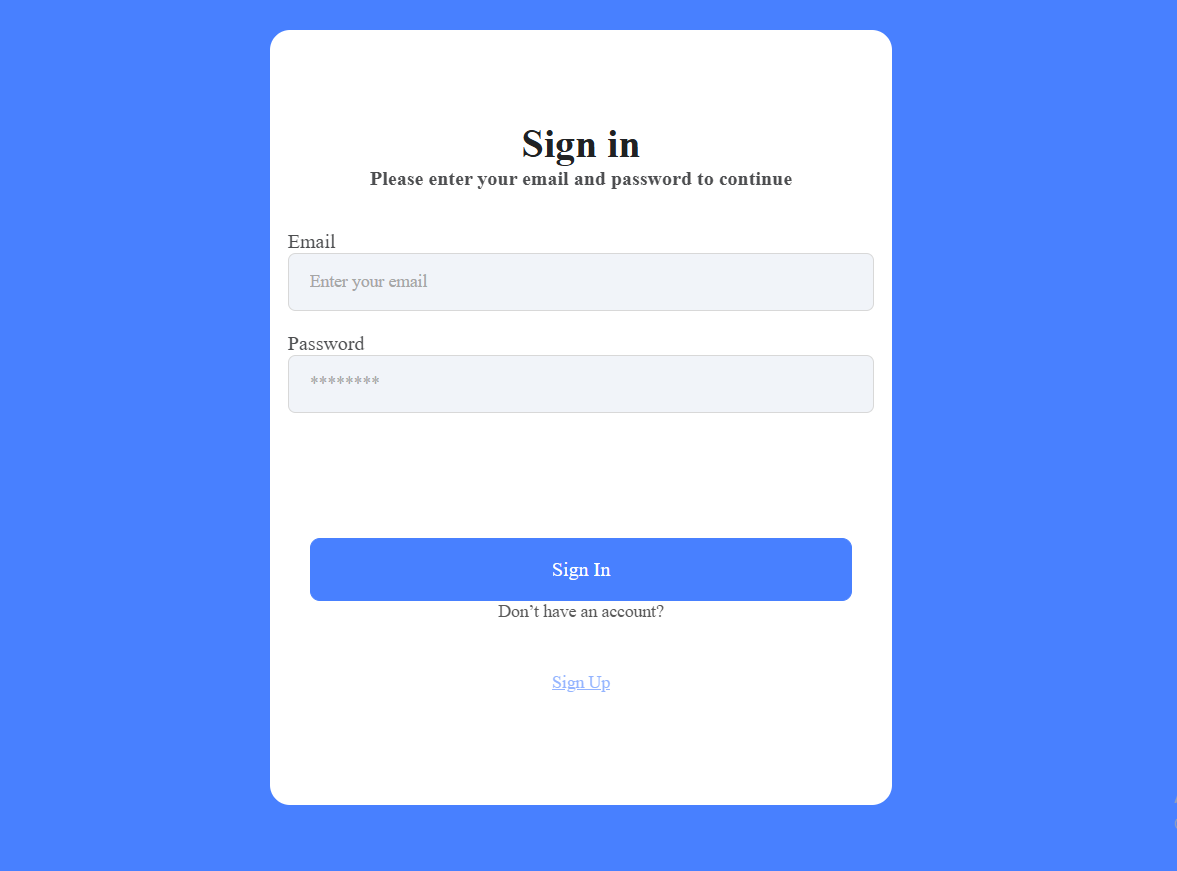 Sign in
Please enter your email and password to continue
Email
Enter your email
Password
********
Sign In
Don’t have an account?
Sign Up